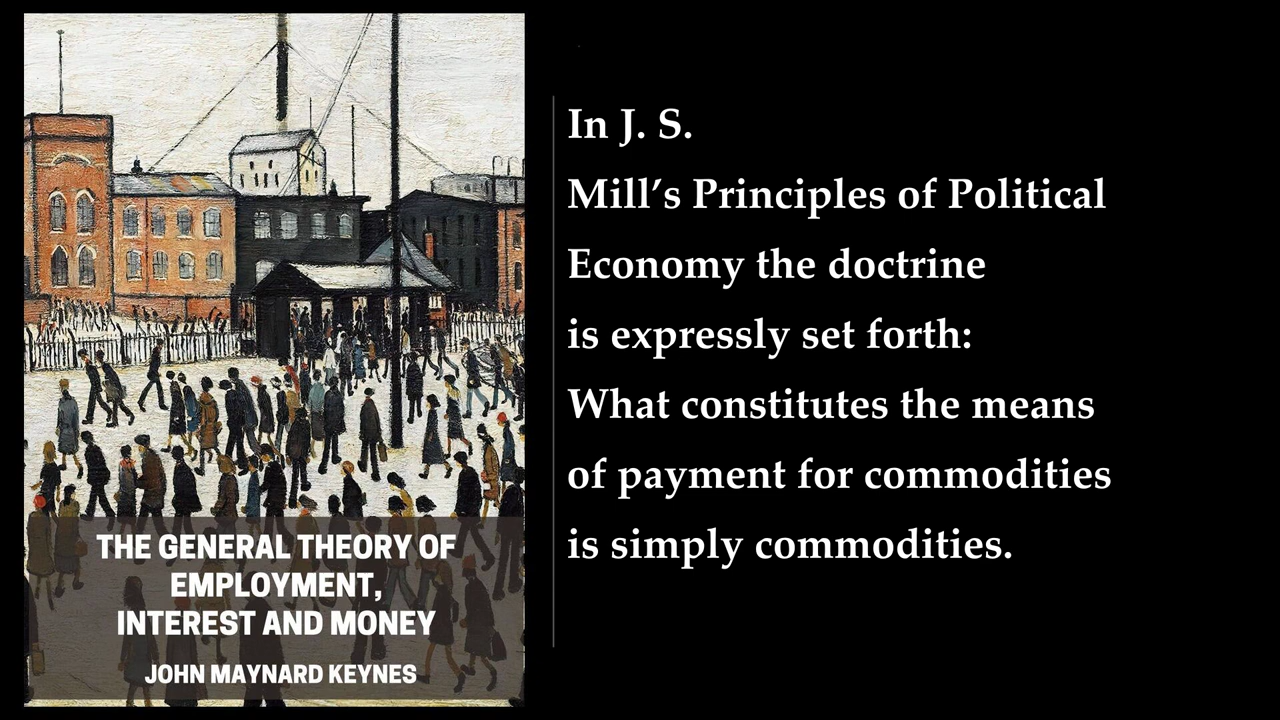 THE GENERAL THEORY OF
EMPLOYMENT,
INTEREST AND MONEY
JOHN MAYNARD KEYNES
In J. S.
Mill’s Principles of Political
Economy the doctrine
is expressly set forth:
What constitutes the means
of payment for commodities
is simply commodities.